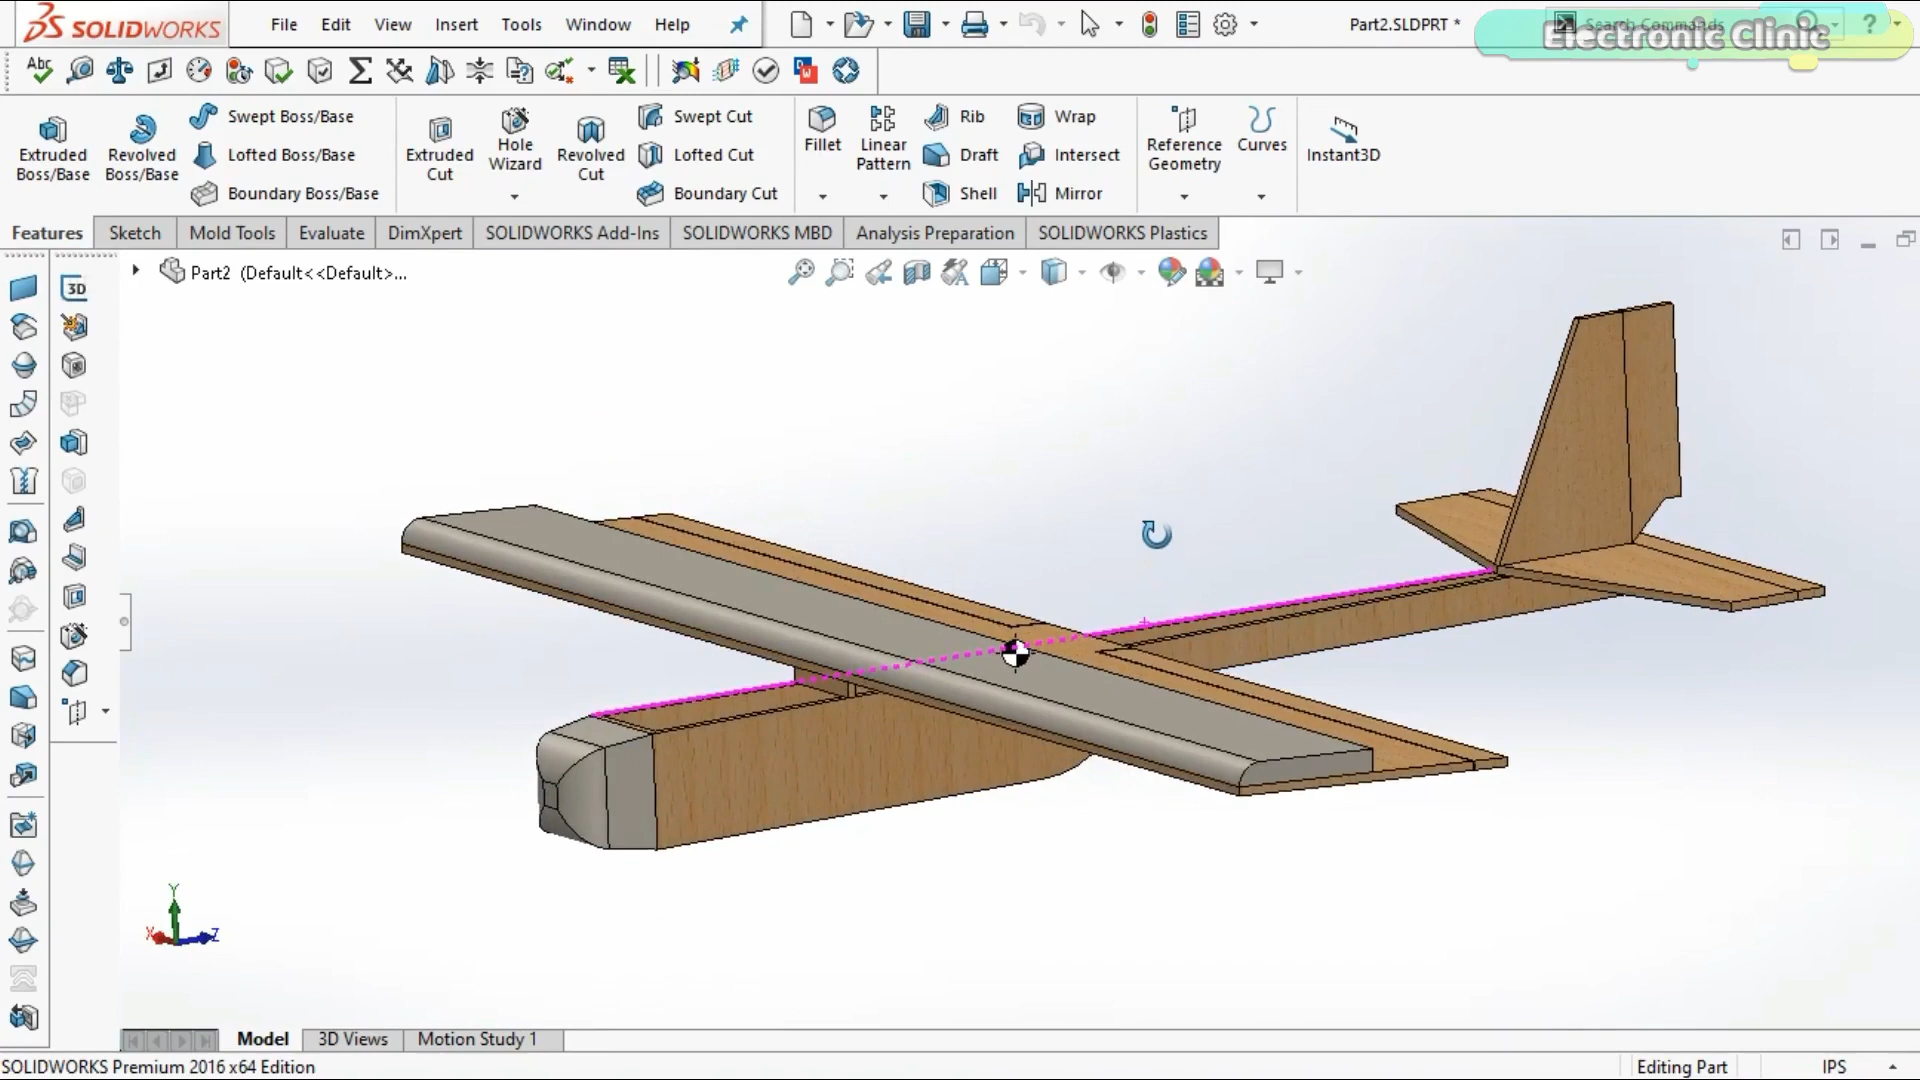 SOLIDWORKS
File Edit View Insert Tools Window Help
Part2.SLDPRT *
Search Commands
?
Electronic Clinic
Abc
Extruded Boss/Base
Revolved Boss/Base
Swept Boss/Base
Lofted Boss/Base
Boundary Boss/Base
Extruded Cut
Hole Wizard
Revolved Cut
Swept Cut
Lofted Cut
Boundary Cut
Fillet
Linear Pattern
Rib
Draft
Shell
Wrap
Intersect
Mirror
Reference Geometry
Curves
Instant3D
Features Sketch Mold Tools Evaluate DimXpert SOLIDWORKS Add-Ins SOLIDWORKS MBD Analysis Preparation SOLIDWORKS Plastics
3D
Part2 (Default<<Default>...
Y
X
Z
Model 3D Views Motion Study 1
SOLIDWORKS Premium 2016 x64 Edition
Editing Part
IPS